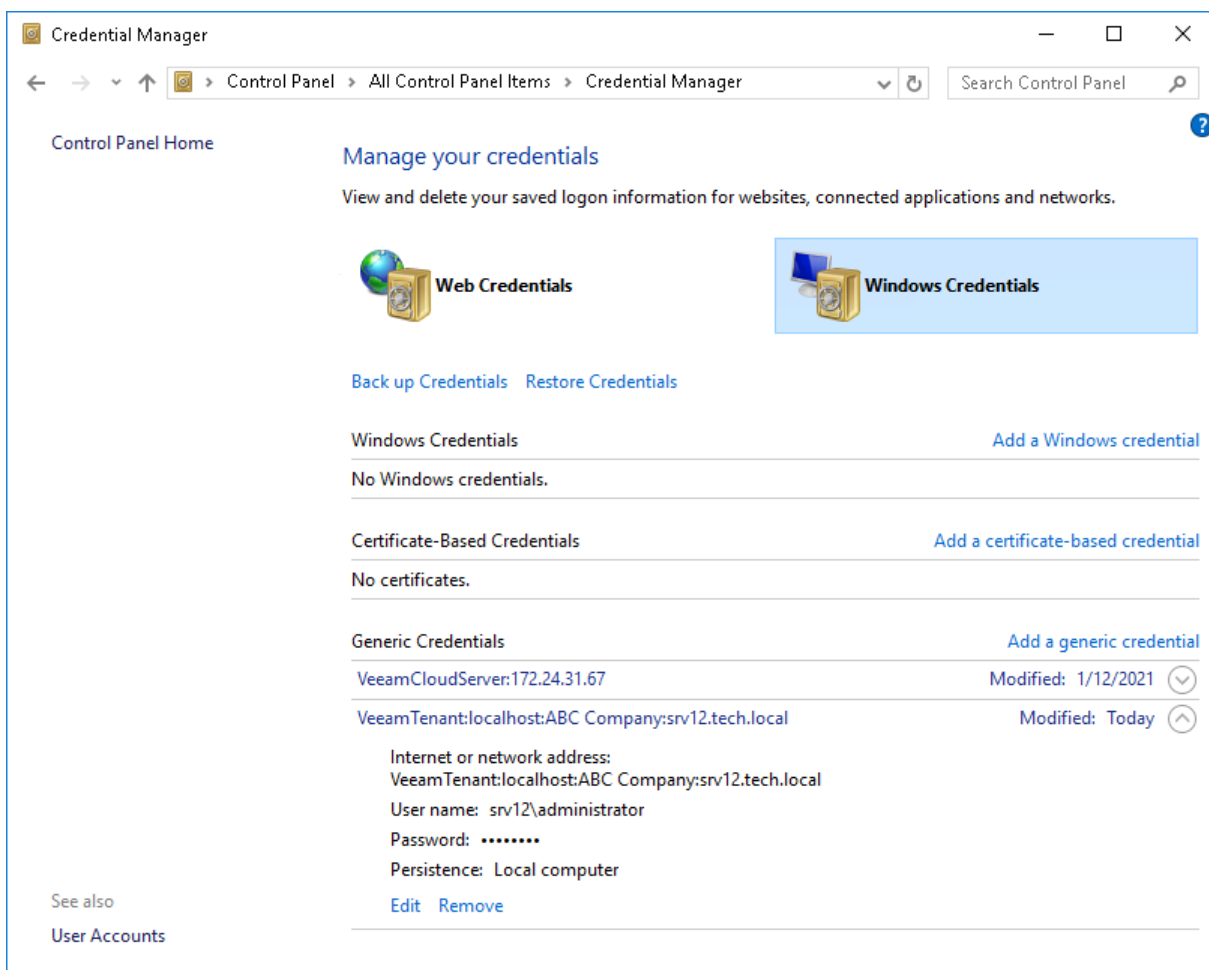 Credential Manager
Control Panel > All Control Panel Items > Credential Manager
Search Control Panel
?
Control Panel Home
Manage your credentials
View and delete your saved logon information for websites, connected applications and networks.
Web Credentials
Windows Credentials
Back up Credentials Restore Credentials
Windows Credentials Add a Windows credential
No Windows credentials.
Certificate-Based Credentials Add a certificate-based credential
No certificates.
Generic Credentials Add a generic credential
VeeamCloudServer:172.24.31.67 Modified: 1/12/2021
VeeamTenant:localhost:ABC Company:srv12.tech.local Modified: Today
Internet or network address:
VeeamTenant:localhost:ABC Company:srv12.tech.local
User name: srv12\administrator
Password: ••••••••
Persistence: Local computer
Edit Remove
See also
User Accounts